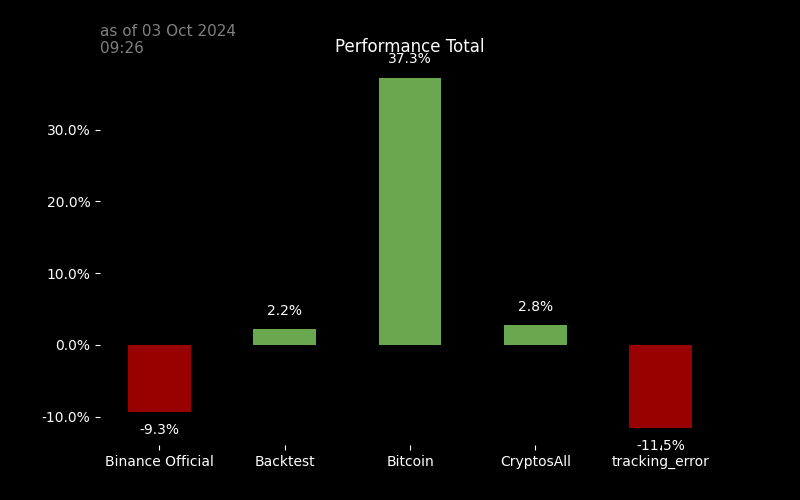 as of 03 Oct 2024
09:26
Performance Total
37.3%
30.0%
20.0%
10.0%
2.2%
2.8%
0.0%
-10.0%
-9.3%
-11.5%
Binance Official
Backtest
Bitcoin
CryptosAll
tracking_error